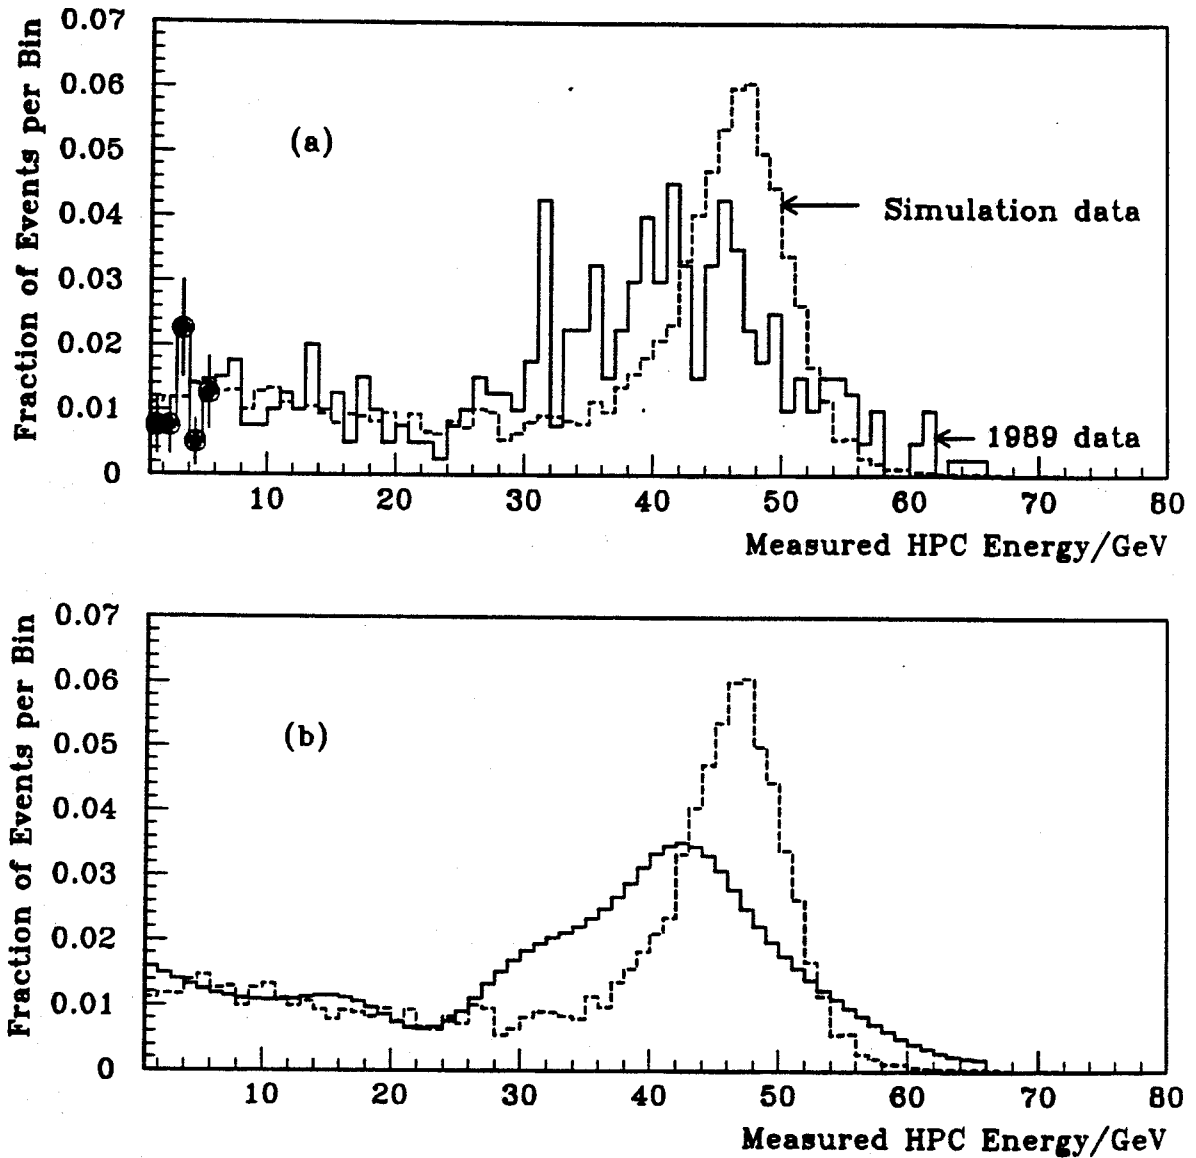 0.07
0.06
0.05
0.04
0.03
0.02
0.01
0
Fraction of Events per Bin
(a)
Simulation data
1989 data
10 20 30 40 50 60 70 80
Measured HPC Energy/GeV
0.07
0.06
0.05
0.04
0.03
0.02
0.01
0
Fraction of Events per Bin
(b)
10 20 30 40 50 60 70 80
Measured HPC Energy/GeV